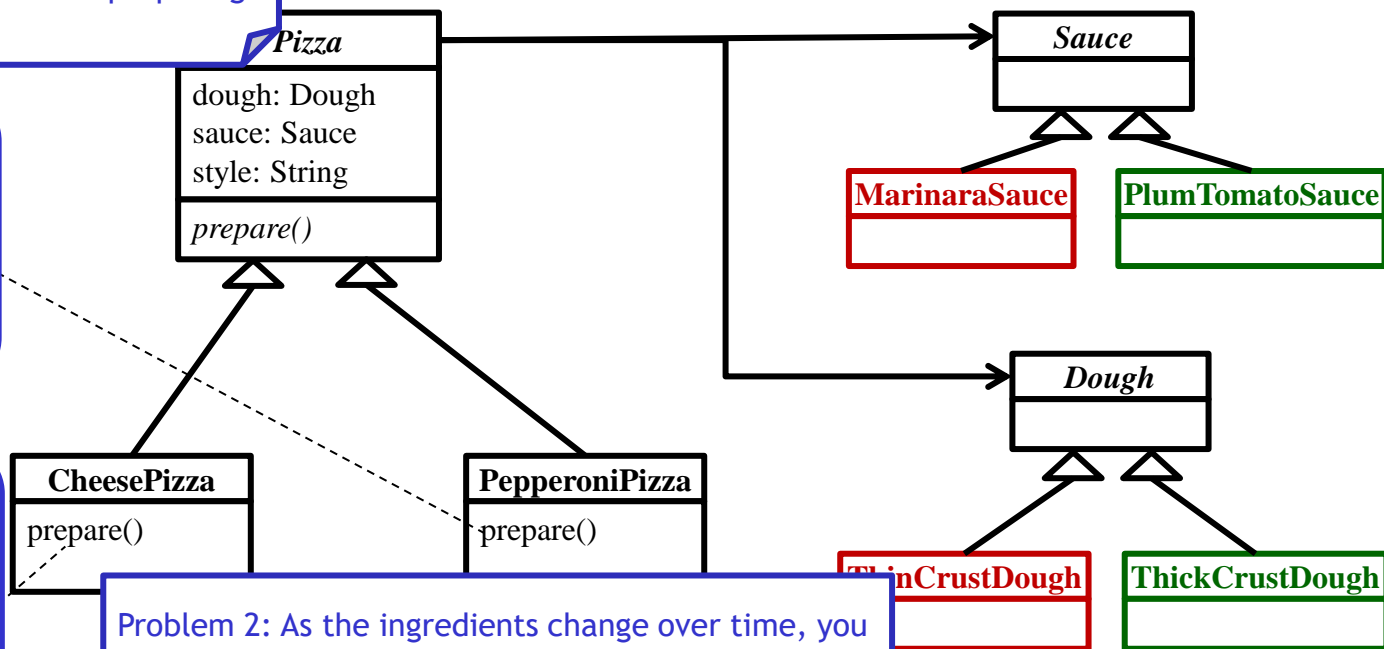 Pizza
dough: Dough
sauce: Sauce
style: String
prepare()
Sauce
MarinaraSauce
PlumTomatoSauce
Dough
CheesePizza
prepare()
PepperoniPizza
prepare()
ThinCrustDough
ThickCrustDough
Problem 2: As the ingredients change over time, you